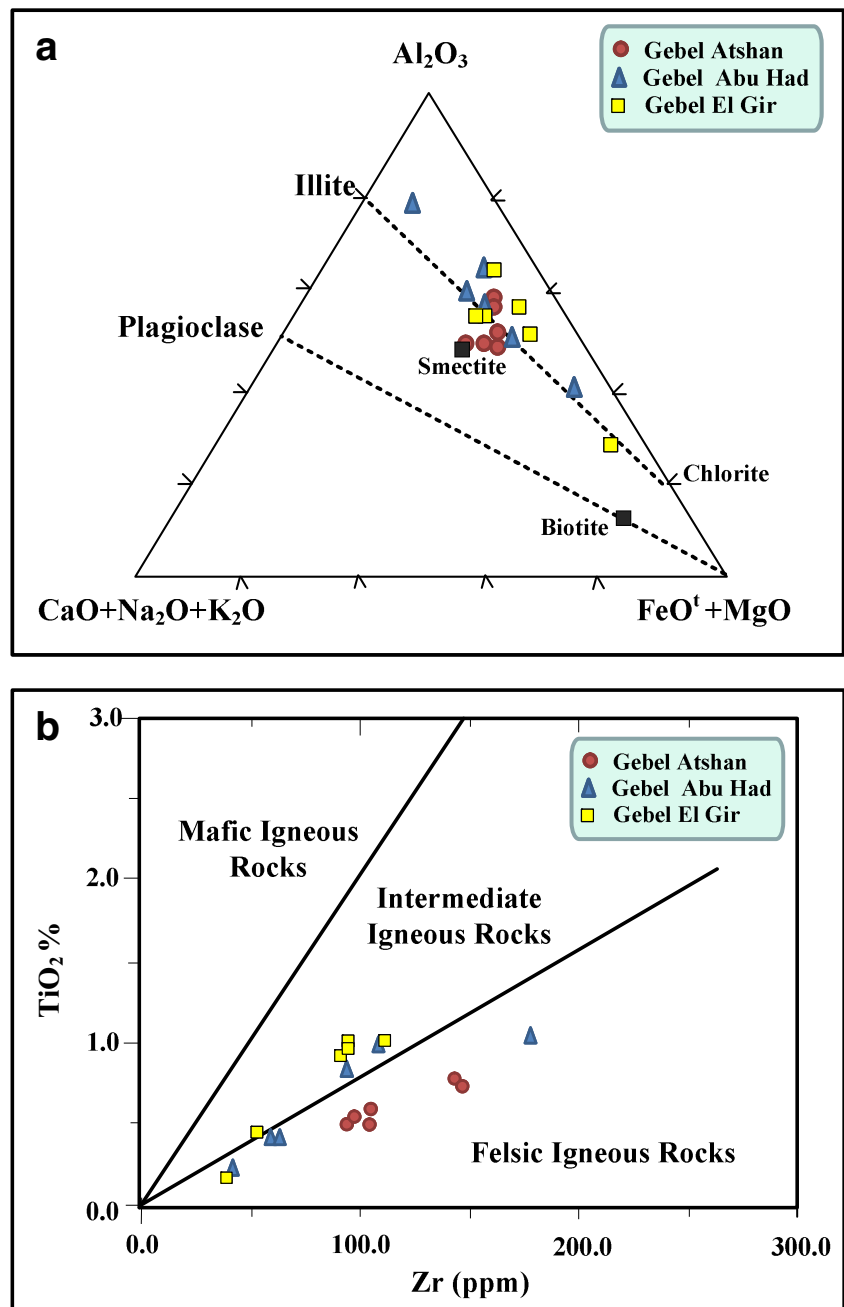 a
Al₂O₃
Gebel Atshan
Gebel Abu Had
Gebel El Gir
Illite
Plagioclase
Smectite
Chlorite
Biotite
CaO+Na₂O+K₂O
FeOᵗ+MgO
b
3.0
Gebel Atshan
Gebel Abu Had
Gebel El Gir
Mafic Igneous
Rocks
2.0
Intermediate
Igneous Rocks
TiO₂ %
1.0
Felsic Igneous Rocks
0.0
0.0
100.0
200.0
300.0
Zr (ppm)